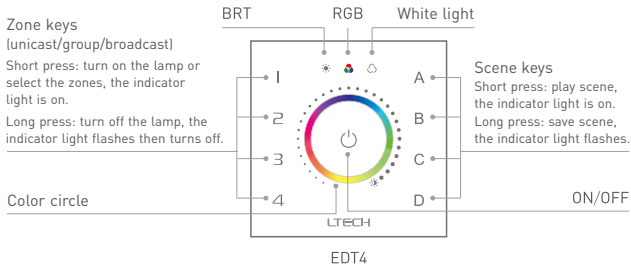 Zone keys
(unicast/group/broadcast)
Short press: turn on the lamp or
select the zones, the indicator
light is on.
Long press: turn off the lamp, the
indicator light flashes then turns off.
Color circle
BRT
RGB
White light
1
2
3
4
A
B
C
D
LTECH
EDT4
Scene keys
Short press: play scene,
the indicator light is on.
Long press: save scene,
the indicator light flashes.
ON/OFF